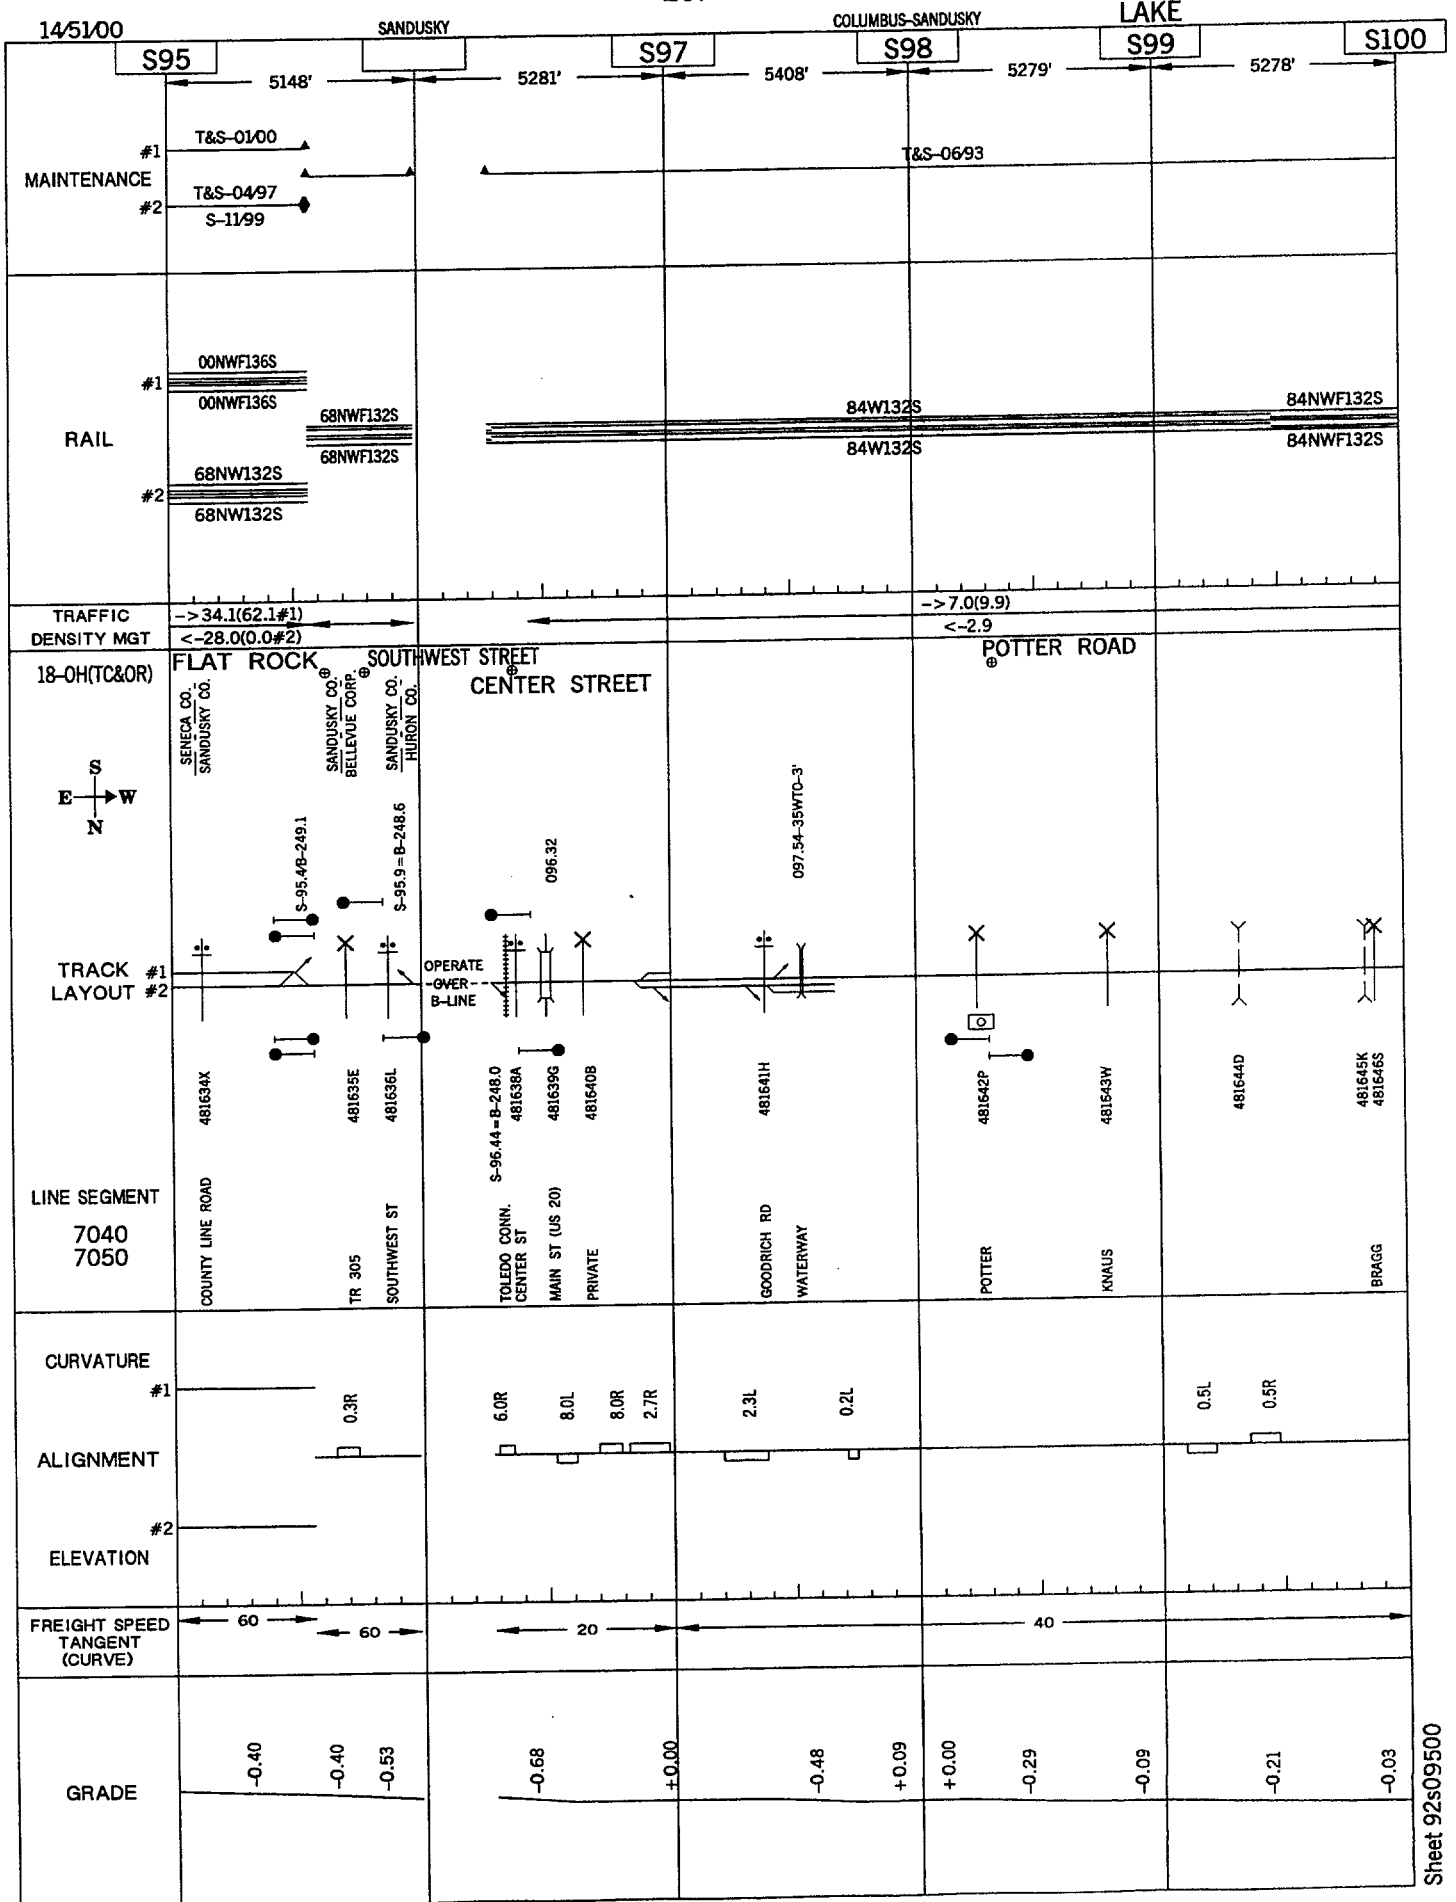 14/51/00
SANDUSKY
COLUMBUS-SANDUSKY
LAKE
S95
S97
S98
S99
S100
5148'
5281'
5408'
5279'
5278'
MAINTENANCE
#1
T&S-01/00
T&S-06/93
#2
T&S-04/97
S-11/99
RAIL
#1
00NWF136S
00NWF136S
68NWF132S
68NWF132S
84W132S
84W132S
84NWF132S
84NWF132S
#2
68NW132S
68NW132S
TRAFFIC
DENSITY MGT
->34.1(62.1#1)
<-28.0(0.0#2)
->7.0(9.9)
<-2.9
18-OH(TC&OR)
FLAT ROCK
SOUTHWEST STREET
CENTER STREET
POTTER ROAD
SENECA CO.
SANDUSKY CO.
SANDUSKY CO.
BELLEVUE CORP.
SANDUSKY CO.
HURON CO.
S
E W
N
S-95.4/B-249.1
S-95.9=B-248.6
096.32
097.54-35WTO-3'
TRACK #1
LAYOUT #2
OPERATE
OVER
B-LINE
481634X
481635E
481636L
S-96.44=B-248.0
481638A
481639G
481640B
481641H
481642P
481643W
481644D
481645K
481646S
LINE SEGMENT
7040
7050
COUNTY LINE ROAD
TR 305
SOUTHWEST ST
TOLEDO CONN.
CENTER ST
MAIN ST (US 20)
PRIVATE
GOODRICH RD
WATERWAY
POTTER
KNAUS
BRAGG
CURVATURE
#1
0.3R
6.0R
8.0L
8.0R
2.7R
2.3L
0.2L
0.5L
0.5R
ALIGNMENT
#2
ELEVATION
FREIGHT SPEED
TANGENT
(CURVE)
60
60
20
40
GRADE
-0.40
-0.40
-0.53
-0.68
+0.00
-0.48
+0.09
+0.00
-0.29
-0.09
-0.21
-0.03
Sheet 92s09500